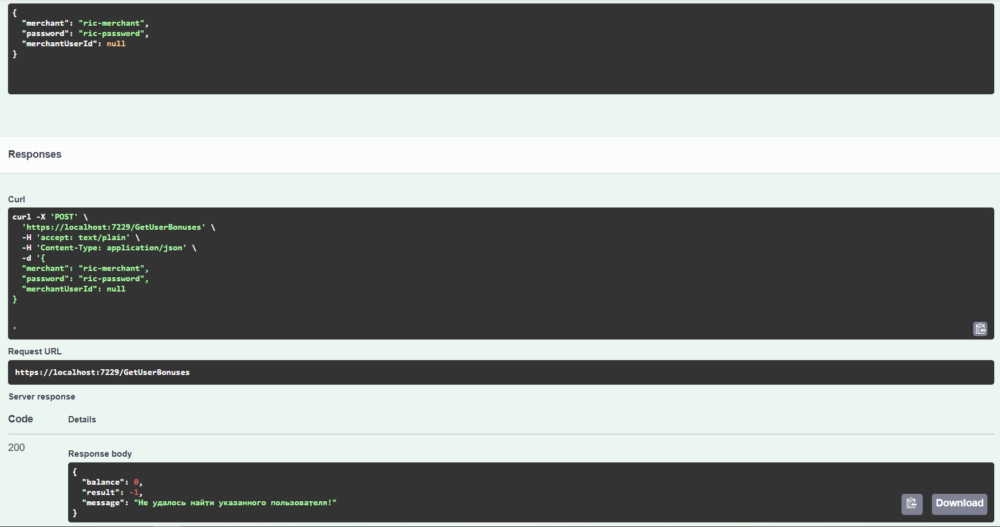 {
  "merchant": "ric-merchant",
  "password": "ric-password",
  "merchantUserId": null
}
Responses
Curl
curl -X 'POST' \
  'https://localhost:7229/GetUserBonuses' \
  -H 'accept: text/plain' \
  -H 'Content-Type: application/json' \
  -d '{
  "merchant": "ric-merchant",
  "password": "ric-password",
  "merchantUserId": null
}
'
Request URL
https://localhost:7229/GetUserBonuses
Server response
Code Details
200
Response body
{
  "balance": 0,
  "result": -1,
  "message": "Не удалось найти указанного пользователя!"
}
Download